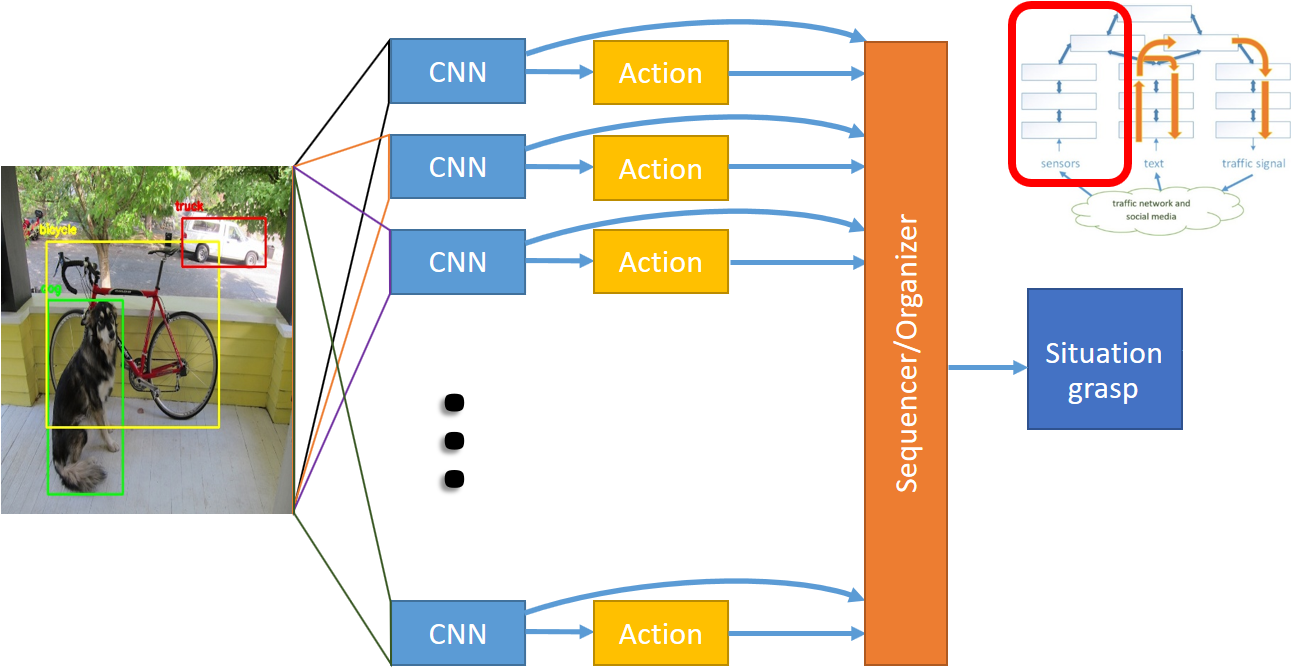 truck
bicycle
dog
CNN
Action
CNN
Action
CNN
Action
CNN
Action
Sequencer/Organizer
Situation
grasp
sensors
text
traffic signal
traffic network and
social media